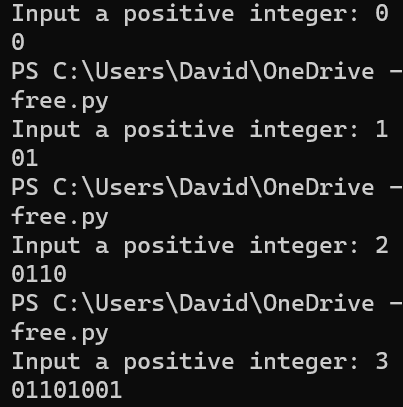 Input a positive integer: 0
0
PS C:\Users\David\OneDrive -
free.py
Input a positive integer: 1
01
PS C:\Users\David\OneDrive -
free.py
Input a positive integer: 2
0110
PS C:\Users\David\OneDrive -
free.py
Input a positive integer: 3
01101001